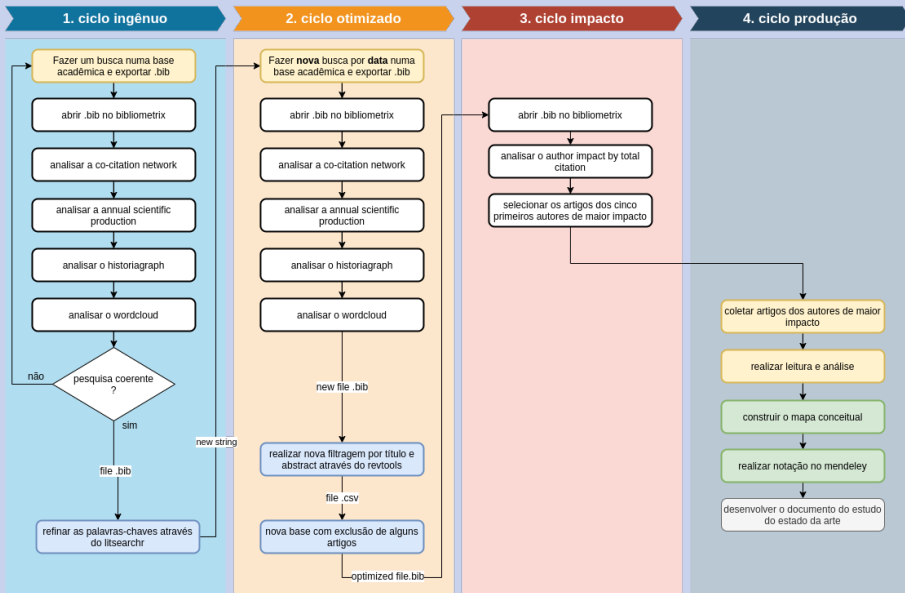 1. ciclo ingênuo
2. ciclo otimizado
3. ciclo impacto
4. ciclo produção
Fazer um busca numa base
acadêmica e exportar .bib
abrir .bib no bibliometrix
analisar a co-citation network
analisar a annual scientific
production
analisar o historiagraph
analisar o wordcloud
pesquisa coerente
?
não
sim
file .bib
refinar as palavras-chaves através
do litsearchr
new string
Fazer nova busca por data numa
base acadêmica e exportar .bib
abrir .bib no bibliometrix
analisar a co-citation network
analisar a annual scientific
production
analisar o historiagraph
analisar o wordcloud
new file .bib
realizar nova filtragem por título e
abstract através do revtools
file .csv
nova base com exclusão de alguns
artigos
optimized file.bib
abrir .bib no bibliometrix
analisar o author impact by total
citation
selecionar os artigos dos cinco
primeiros autores de maior impacto
coletar artigos dos autores de maior
impacto
realizar leitura e análise
construir o mapa conceitual
realizar notação no mendeley
desenvolver o documento do estudo
do estado da arte